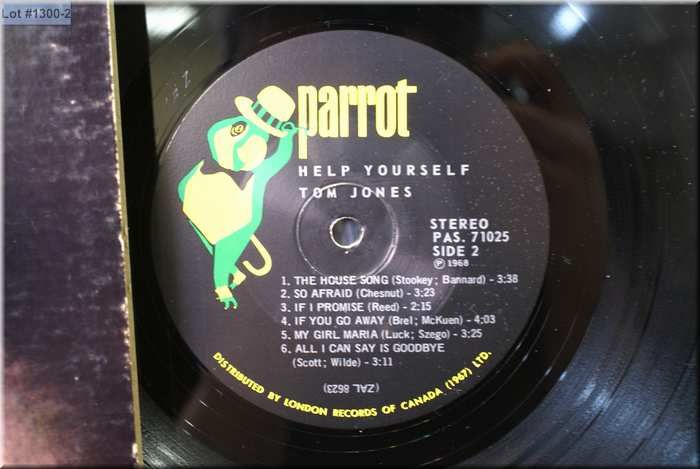 Lot #1300-2
parrot
HELP YOURSELF
TOM JONES
STEREO
PAS. 71025
SIDE 2
℗ 1968
1. THE HOUSE SONG (Stookey; Bannard) - 3:38
2. SO AFRAID (Chesnut) - 3:23
3. IF I PROMISE (Reed) - 2:15
4. IF YOU GO AWAY (Brel; McKuen) - 4:03
5. MY GIRL MARIA (Luck; Szego) - 3:25
6. ALL I CAN SAY IS GOODBYE
(Scott; Wilde) - 3:11
(ZAL 8623)
DISTRIBUTED BY LONDON RECORDS OF CANADA (1967) LTD.